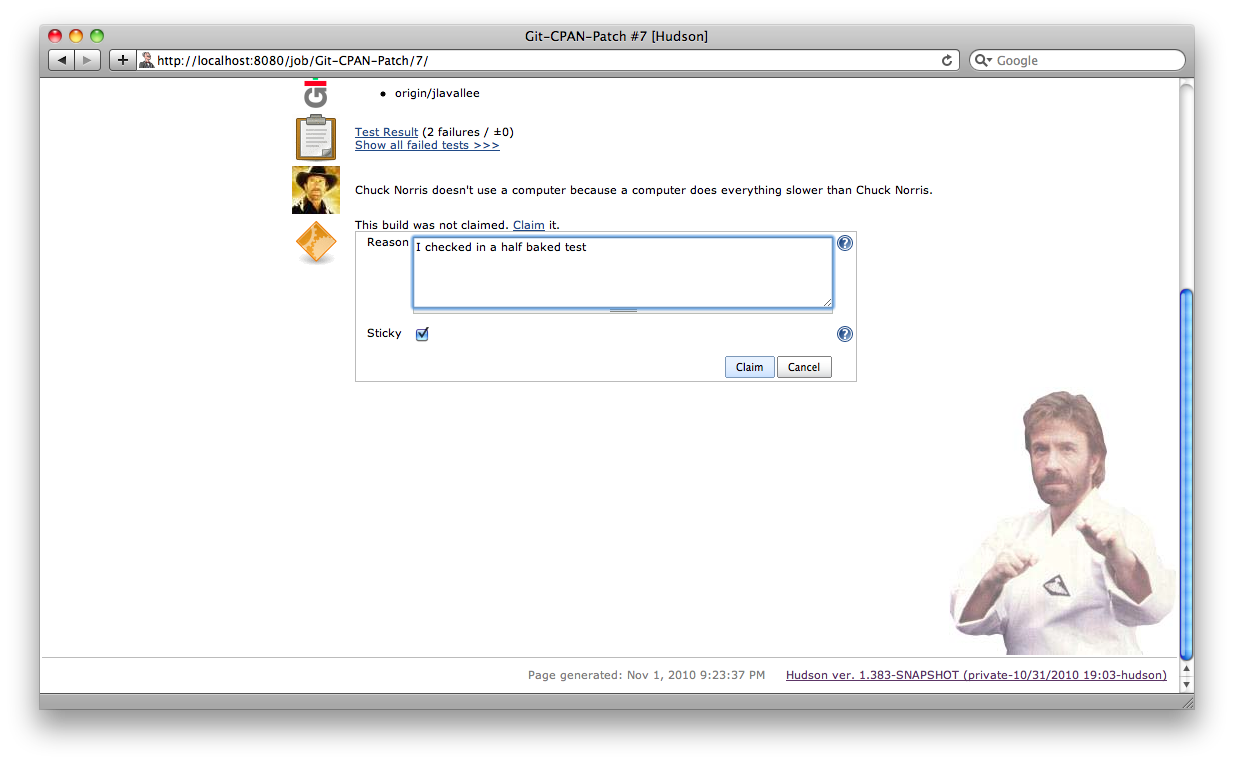 Git-CPAN-Patch #7 [Hudson]
http://localhost:8080/job/Git-CPAN-Patch/7/
Google
Gi
origin/jlavallee
Test Result (2 failures / ±0)
Show all failed tests >>>
Chuck Norris doesn't use a computer because a computer does everything slower than Chuck Norris.
This build was not claimed. Claim it.
Reason I checked in a half baked test
Sticky
Claim Cancel
Page generated: Nov 1, 2010 9:23:37 PM Hudson ver. 1.383-SNAPSHOT (private-10/31/2010 19:03-hudson)